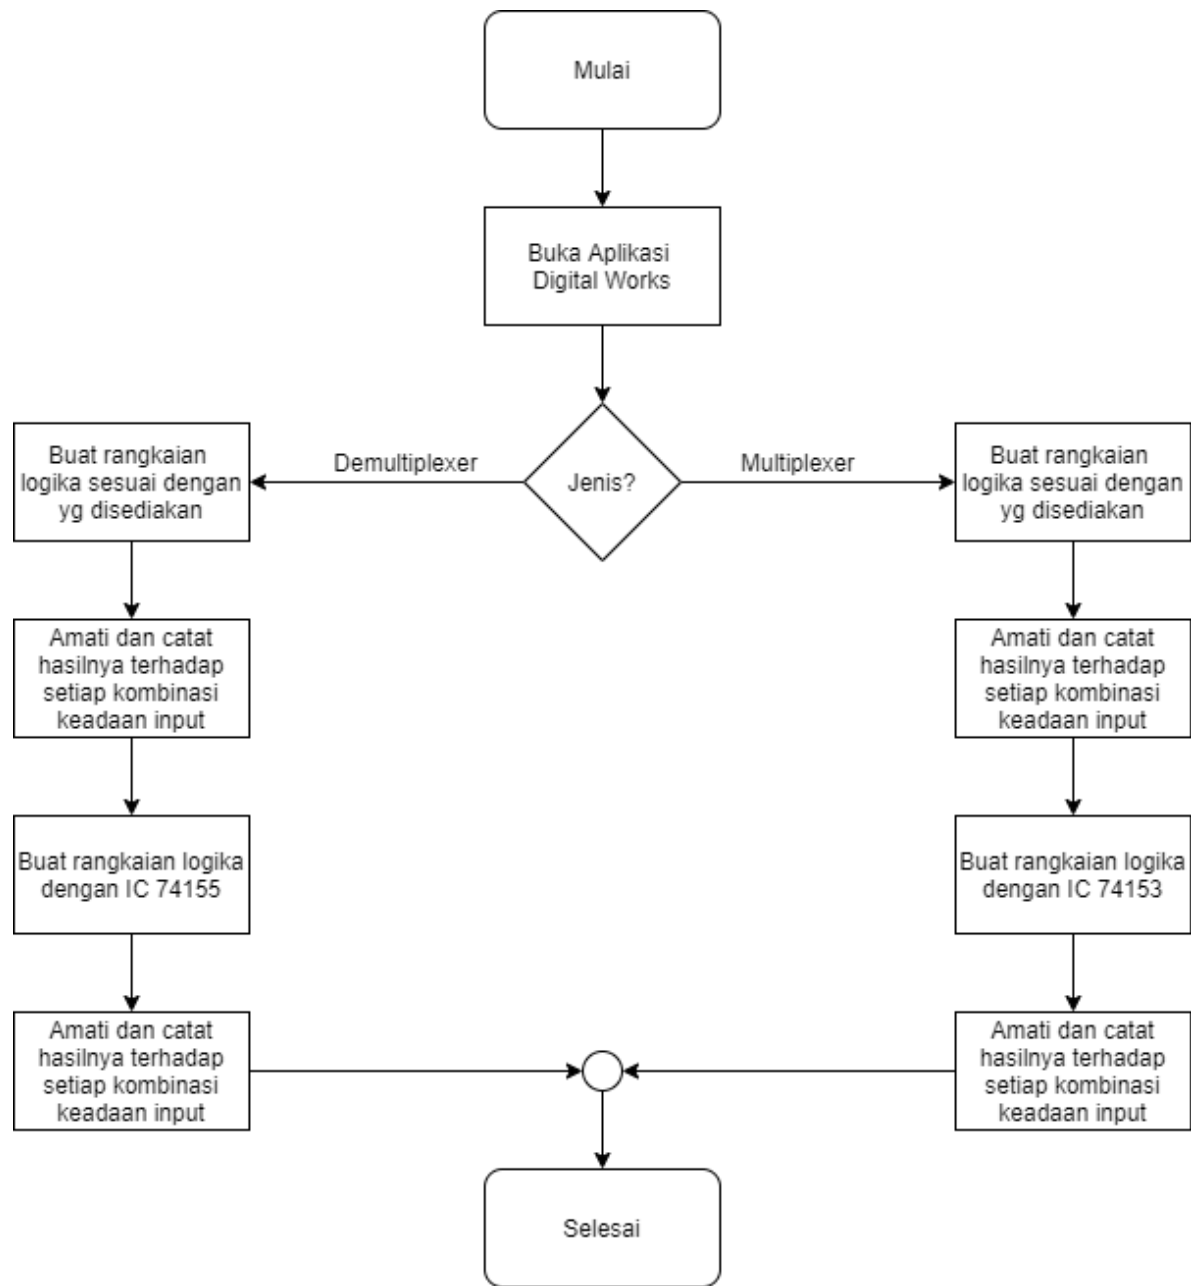 Mulai
Buka Aplikasi
Digital Works
Jenis?
Demultiplexer
Multiplexer
Buat rangkaian
logika sesuai dengan
yg disediakan
Amati dan catat
hasilnya terhadap
setiap kombinasi
keadaan input
Buat rangkaian logika
dengan IC 74155
Amati dan catat
hasilnya terhadap
setiap kombinasi
keadaan input
Buat rangkaian
logika sesuai dengan
yg disediakan
Amati dan catat
hasilnya terhadap
setiap kombinasi
keadaan input
Buat rangkaian logika
dengan IC 74153
Amati dan catat
hasilnya terhadap
setiap kombinasi
keadaan input
Selesai